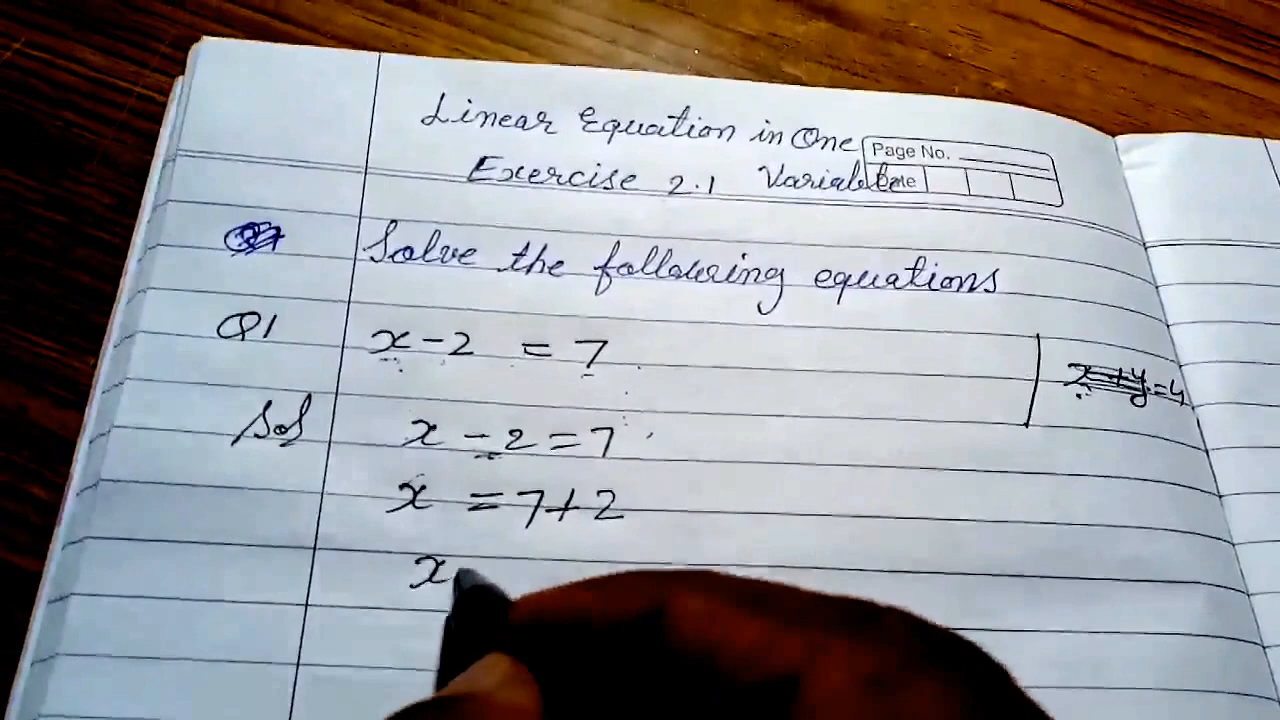 Linear Equation in One
Page No.
Exercise 2.1 Variable
Solve the following equations
Q1 x - 2 = 7
x + y = 4
Sol x - 2 = 7
x = 7 + 2
x